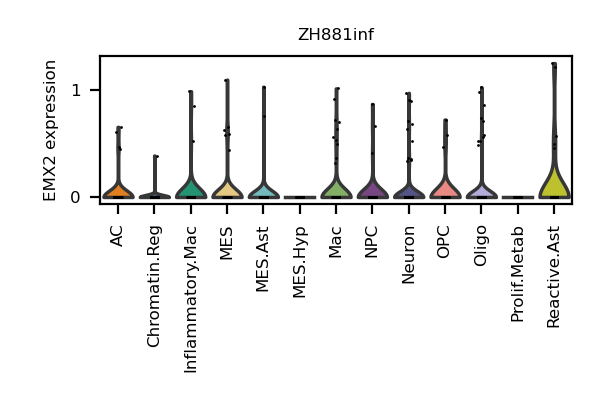 ZH881inf
EMX2 expression
1
0
AC
Chromatin.Reg
Inflammatory.Mac
MES
MES.Ast
MES.Hyp
Mac
NPC
Neuron
OPC
Oligo
Prolif.Metab
Reactive.Ast